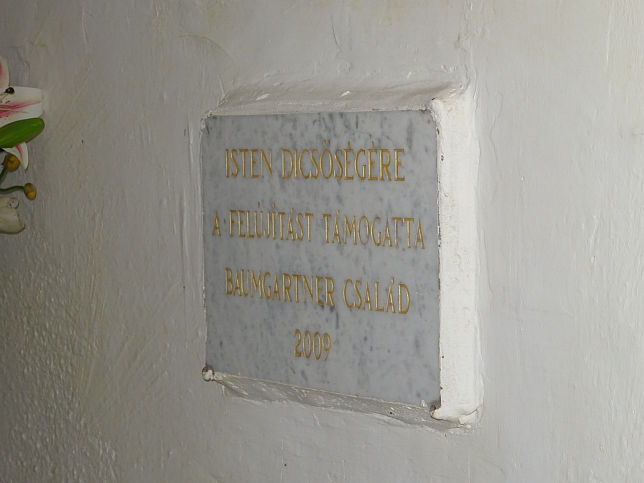 ISTEN DICSŐSÉGÉRE
A FELÚJÍTÁST TÁMOGATTA
BAUMGARTNER CSALÁD
2009